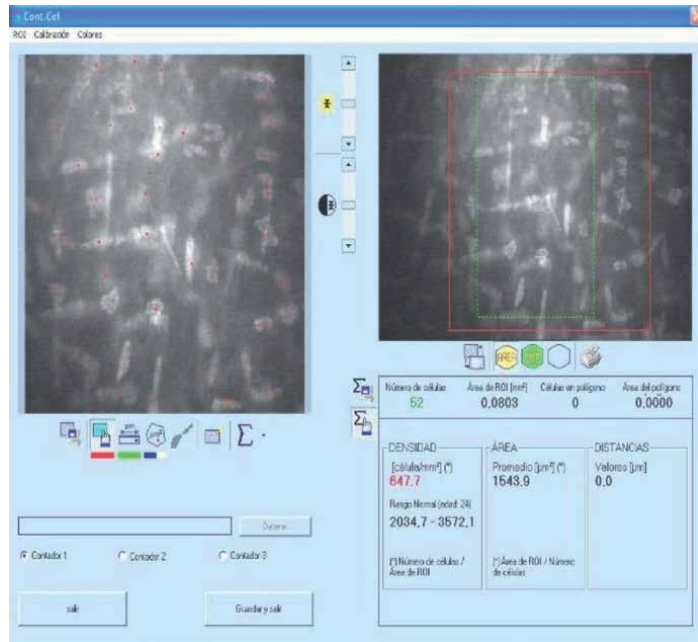 Cont.Cel
ROI Calibración Colores
Número de células Área de ROI [mm²] Células en polígono Área del polígono
52 0,0803 0 0,0000
DENSIDAD
[célula/mm²] (*)
647,7
Rango Normal (edad: 24)
2034,7 - 3572,1
(*) Número de células /
Área de ROI
ÁREA
Promedio [µm²] (*)
1543,9
(*) Área de ROI / Número
de células
DISTANCIAS
Valores [µm]
0,0
Detener
Contador 1 Contador 2 Contador 3
salir Guardar y salir